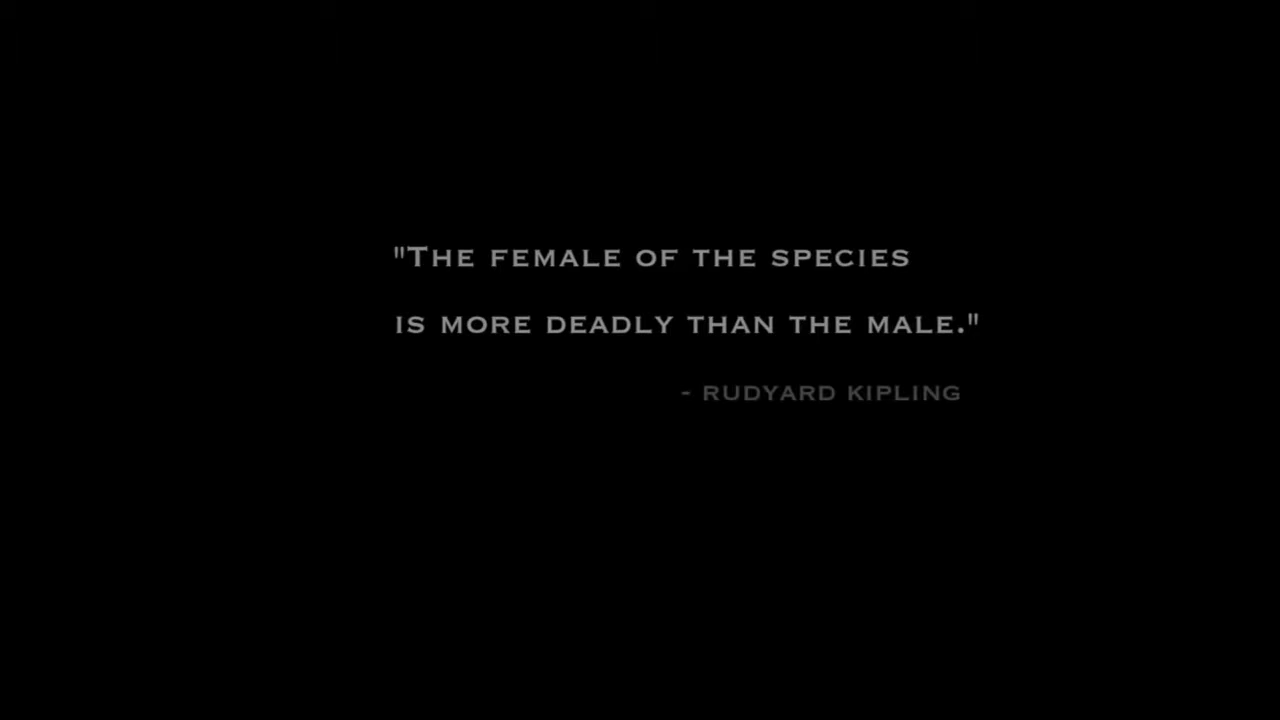 "The female of the species
is more deadly than the male."
- Rudyard Kipling